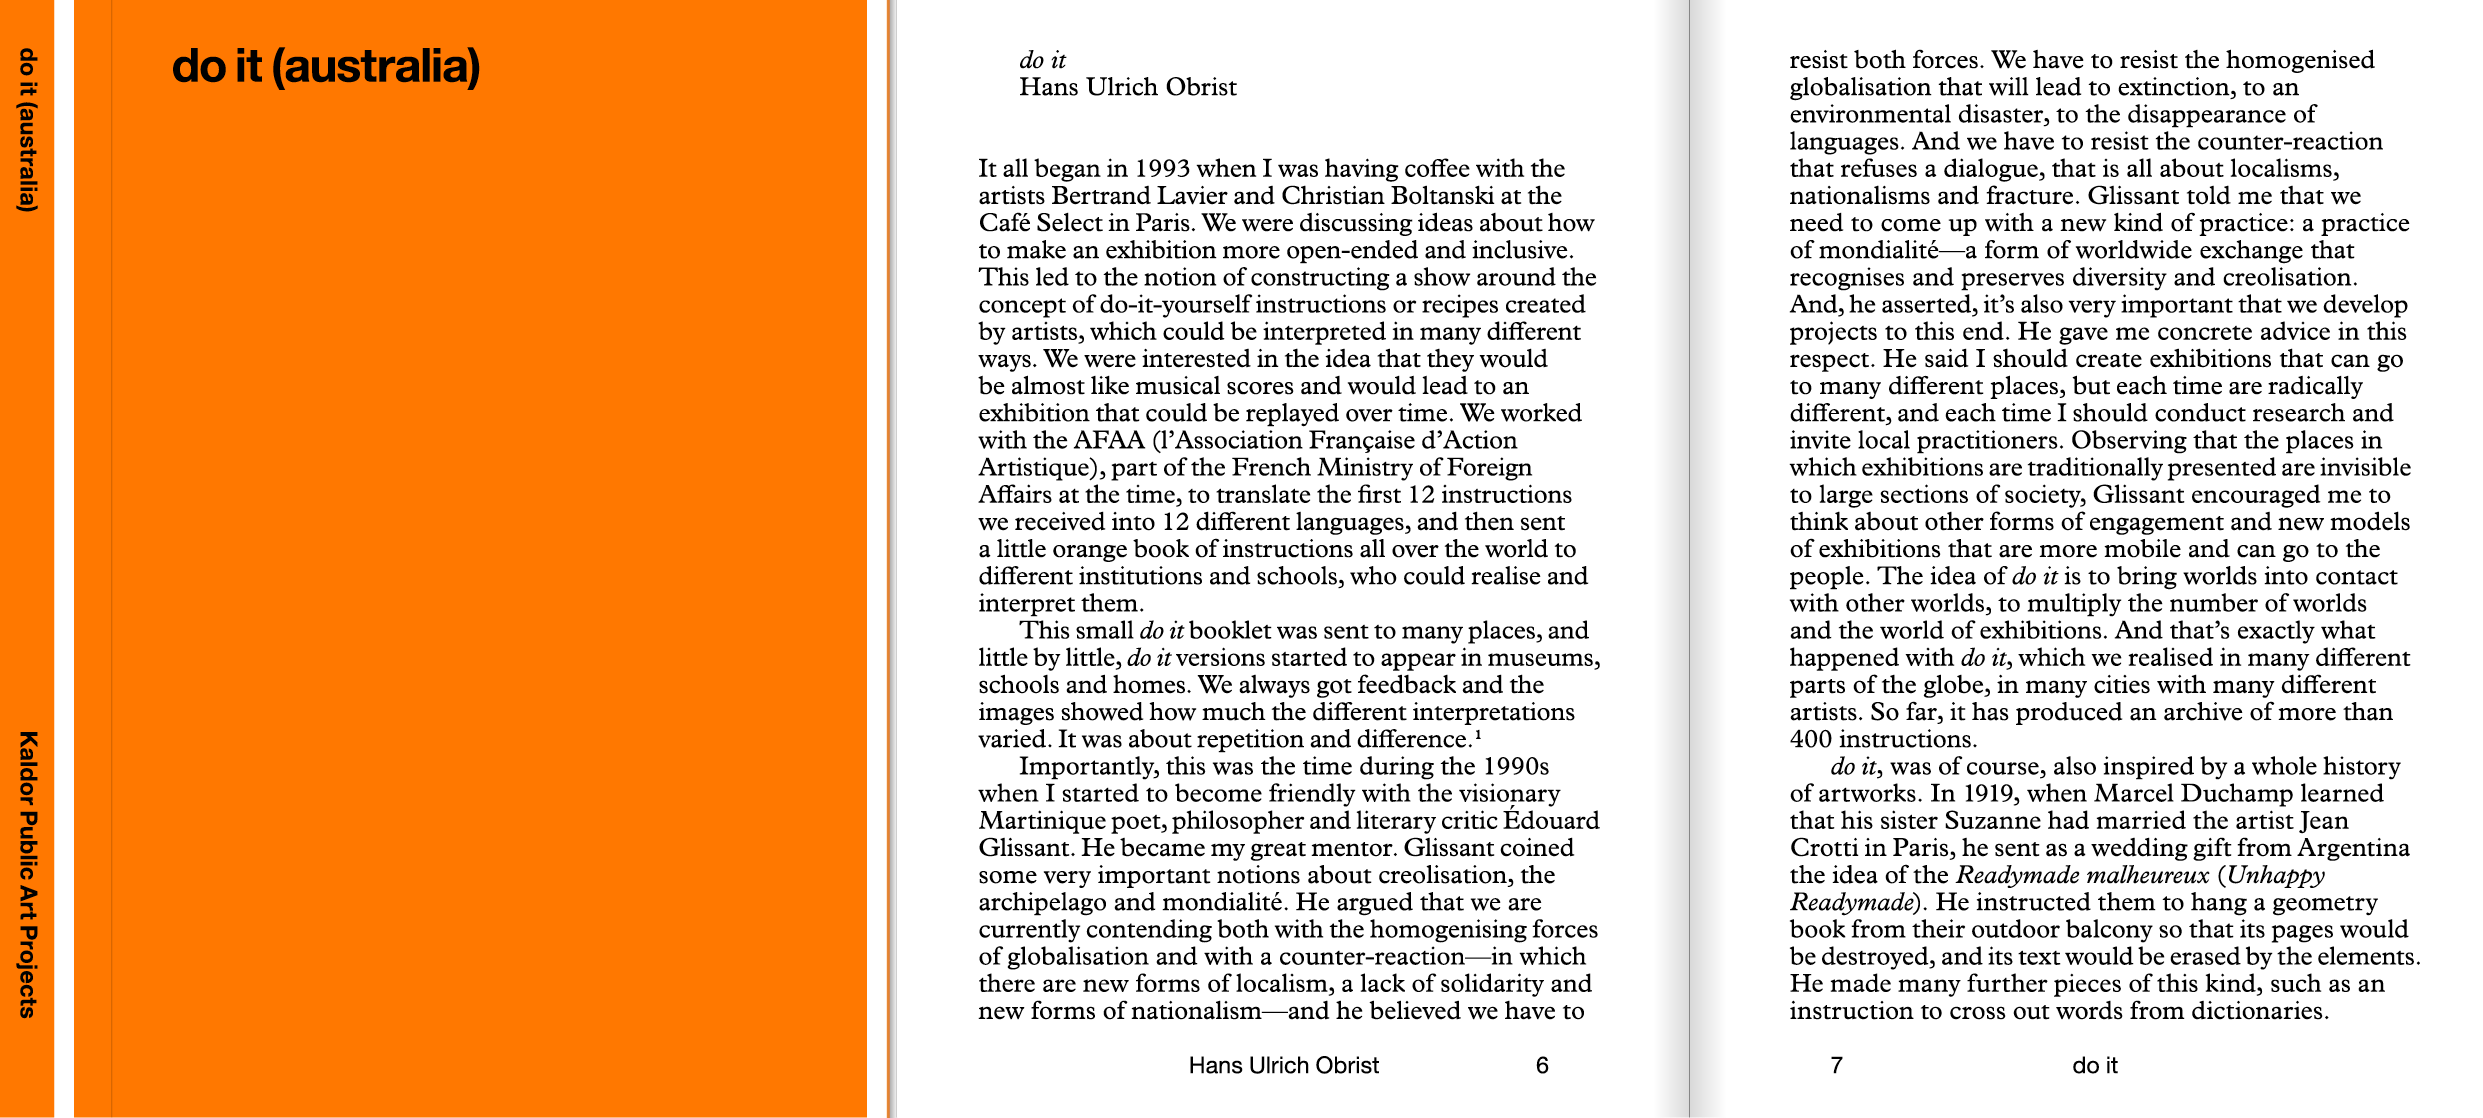 do it (australia)
Kaldor Public Art Projects
do it (australia)
do it
Hans Ulrich Obrist
It all began in 1993 when I was having coffee with the
artists Bertrand Lavier and Christian Boltanski at the
Café Select in Paris. We were discussing ideas about how
to make an exhibition more open-ended and inclusive.
This led to the notion of constructing a show around the
concept of do-it-yourself instructions or recipes created
by artists, which could be interpreted in many different
ways. We were interested in the idea that they would
be almost like musical scores and would lead to an
exhibition that could be replayed over time. We worked
with the AFAA (l’Association Française d’Action
Artistique), part of the French Ministry of Foreign
Affairs at the time, to translate the first 12 instructions
we received into 12 different languages, and then sent
a little orange book of instructions all over the world to
different institutions and schools, who could realise and
interpret them.
This small do it booklet was sent to many places, and
little by little, do it versions started to appear in museums,
schools and homes. We always got feedback and the
images showed how much the different interpretations
varied. It was about repetition and difference.¹
Importantly, this was the time during the 1990s
when I started to become friendly with the visionary
Martinique poet, philosopher and literary critic Édouard
Glissant. He became my great mentor. Glissant coined
some very important notions about creolisation, the
archipelago and mondialité. He argued that we are
currently contending both with the homogenising forces
of globalisation and with a counter-reaction—in which
there are new forms of localism, a lack of solidarity and
new forms of nationalism—and he believed we have to
Hans Ulrich Obrist 6
resist both forces. We have to resist the homogenised
globalisation that will lead to extinction, to an
environmental disaster, to the disappearance of
languages. And we have to resist the counter-reaction
that refuses a dialogue, that is all about localisms,
nationalisms and fracture. Glissant told me that we
need to come up with a new kind of practice: a practice
of mondialité—a form of worldwide exchange that
recognises and preserves diversity and creolisation.
And, he asserted, it’s also very important that we develop
projects to this end. He gave me concrete advice in this
respect. He said I should create exhibitions that can go
to many different places, but each time are radically
different, and each time I should conduct research and
invite local practitioners. Observing that the places in
which exhibitions are traditionally presented are invisible
to large sections of society, Glissant encouraged me to
think about other forms of engagement and new models
of exhibitions that are more mobile and can go to the
people. The idea of do it is to bring worlds into contact
with other worlds, to multiply the number of worlds
and the world of exhibitions. And that’s exactly what
happened with do it, which we realised in many different
parts of the globe, in many cities with many different
artists. So far, it has produced an archive of more than
400 instructions.
do it, was of course, also inspired by a whole history
of artworks. In 1919, when Marcel Duchamp learned
that his sister Suzanne had married the artist Jean
Crotti in Paris, he sent as a wedding gift from Argentina
the idea of the Readymade malheureux (Unhappy
Readymade). He instructed them to hang a geometry
book from their outdoor balcony so that its pages would
be destroyed, and its text would be erased by the elements.
He made many further pieces of this kind, such as an
instruction to cross out words from dictionaries.
7 do it